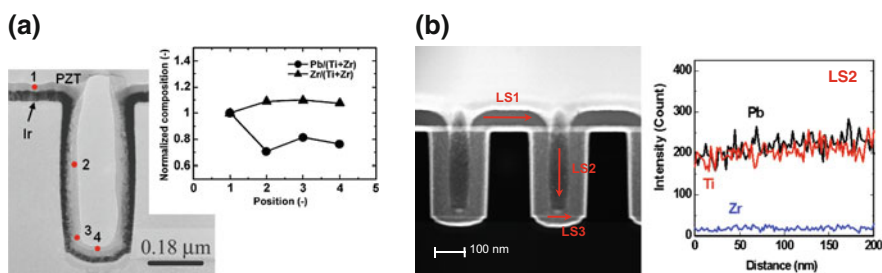 (a)
1
PZT
Ir
2
3
4
0.18 μm
Normalized composition (-)
1.4
1.2
1.0
0.8
0.6
Pb/(Ti+Zr)
Zr/(Ti+Zr)
0 1 2 3 4 5
Position (-)
(b)
LS1
LS2
LS3
100 nm
Intensity (Count)
400
300
200
100
0
LS2
Pb
Ti
Zr
0 50 100 150 200
Distance (nm)